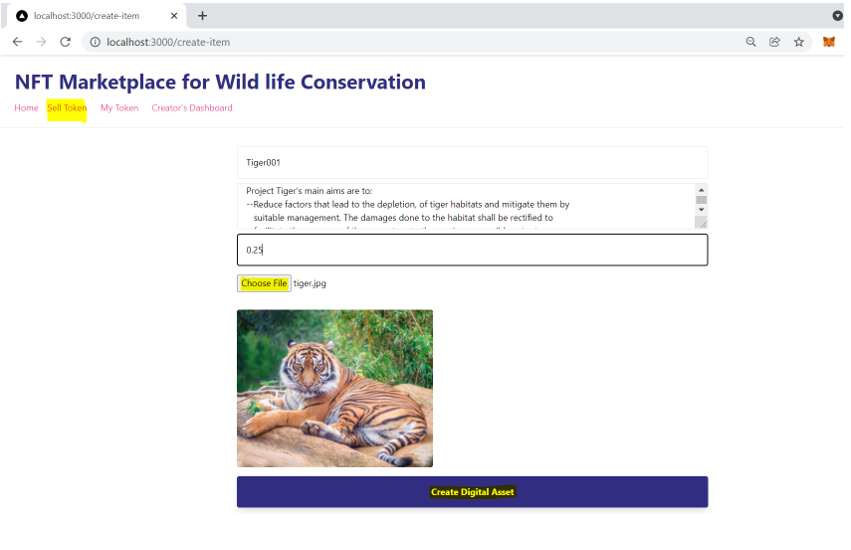 localhost:3000/create-item
localhost:3000/create-item
NFT Marketplace for Wild life Conservation
Home Sell Token My Token Creator's Dashboard
Tiger001
Project Tiger's main aims are to:
--Reduce factors that lead to the depletion, of tiger habitats and mitigate them by
suitable management. The damages done to the habitat shall be rectified to
0.25
Choose File tiger.jpg
Create Digital Asset